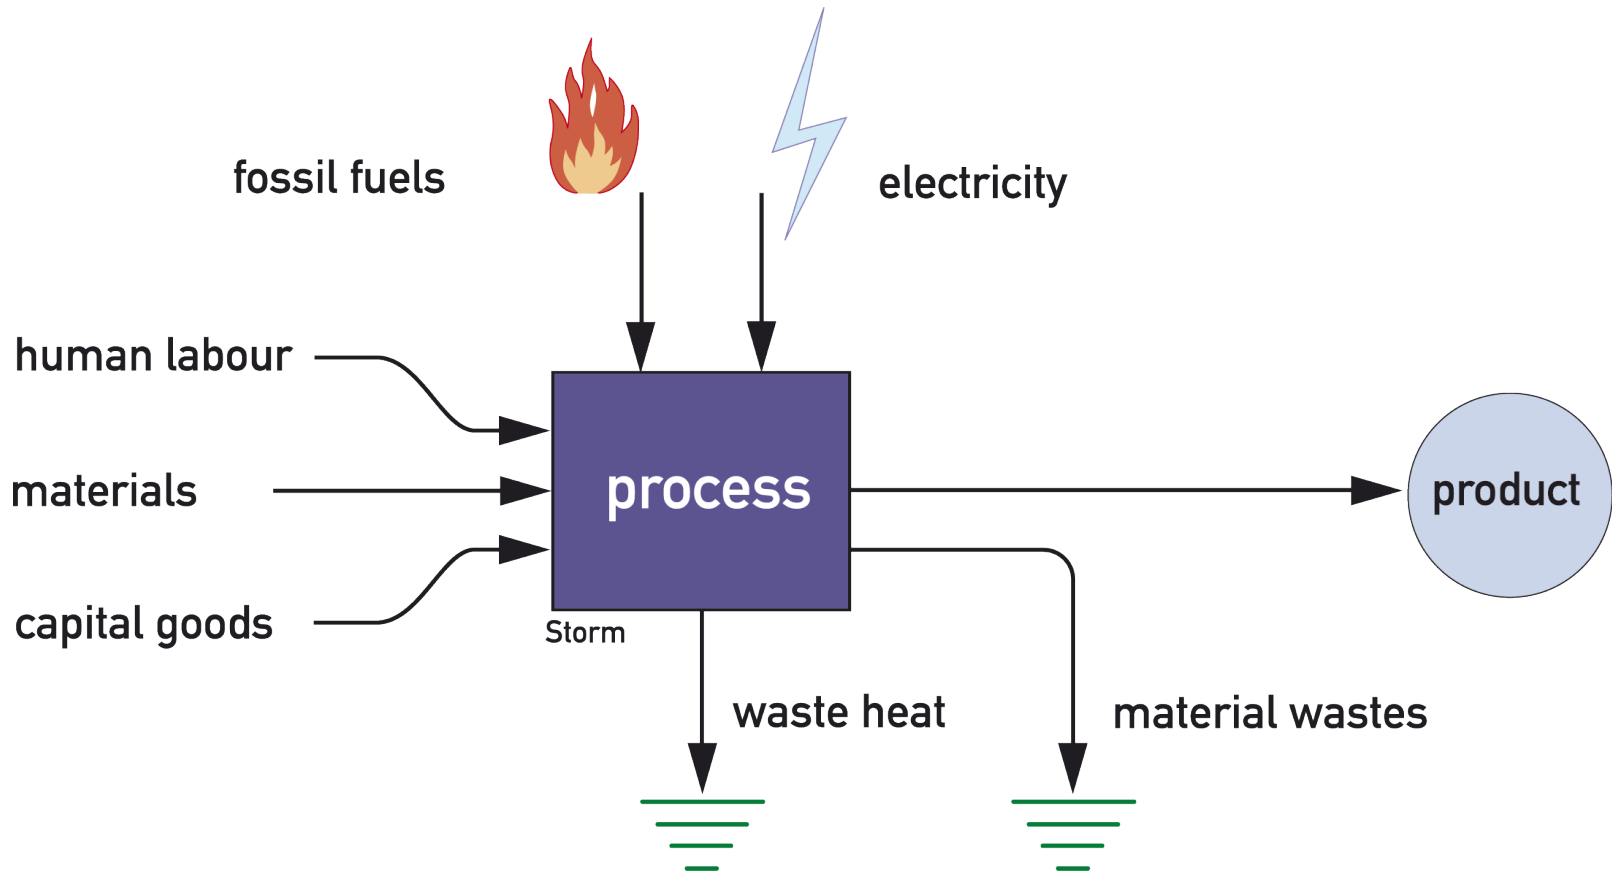 fossil fuels
electricity
human labour
materials
process
product
capital goods
Storm
waste heat
material wastes